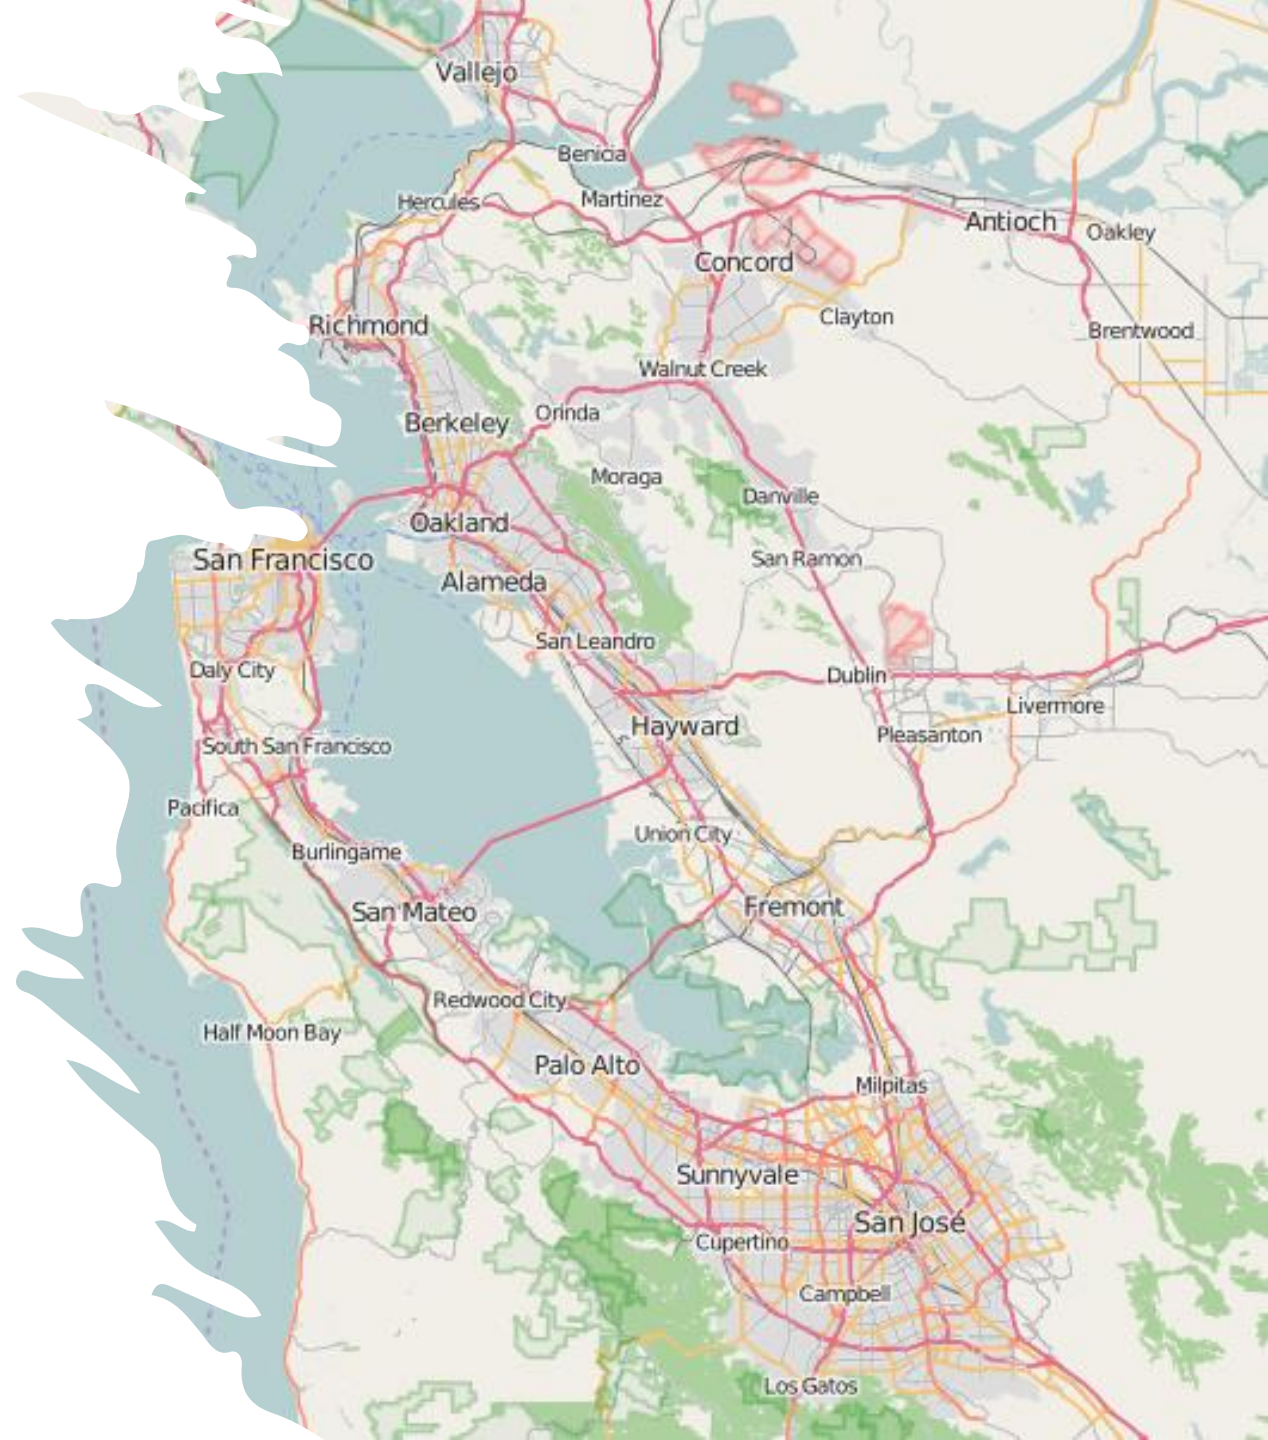 Vallejo
Benicia
Martinez
Hercules
Antioch
Oakley
Concord
Clayton
Richmond
Brentwood
Walnut Creek
Orinda
Berkeley
Moraga
Danville
Oakland
San Francisco
San Ramon
Alameda
San Leandro
Daly City
Dublin
Livermore
Hayward
Pleasanton
South San Francisco
Pacifica
Union City
Burlingame
Fremont
San Mateo
Redwood City
Half Moon Bay
Palo Alto
Milpitas
Sunnyvale
San José
Cupertino
Campbell
Los Gatos